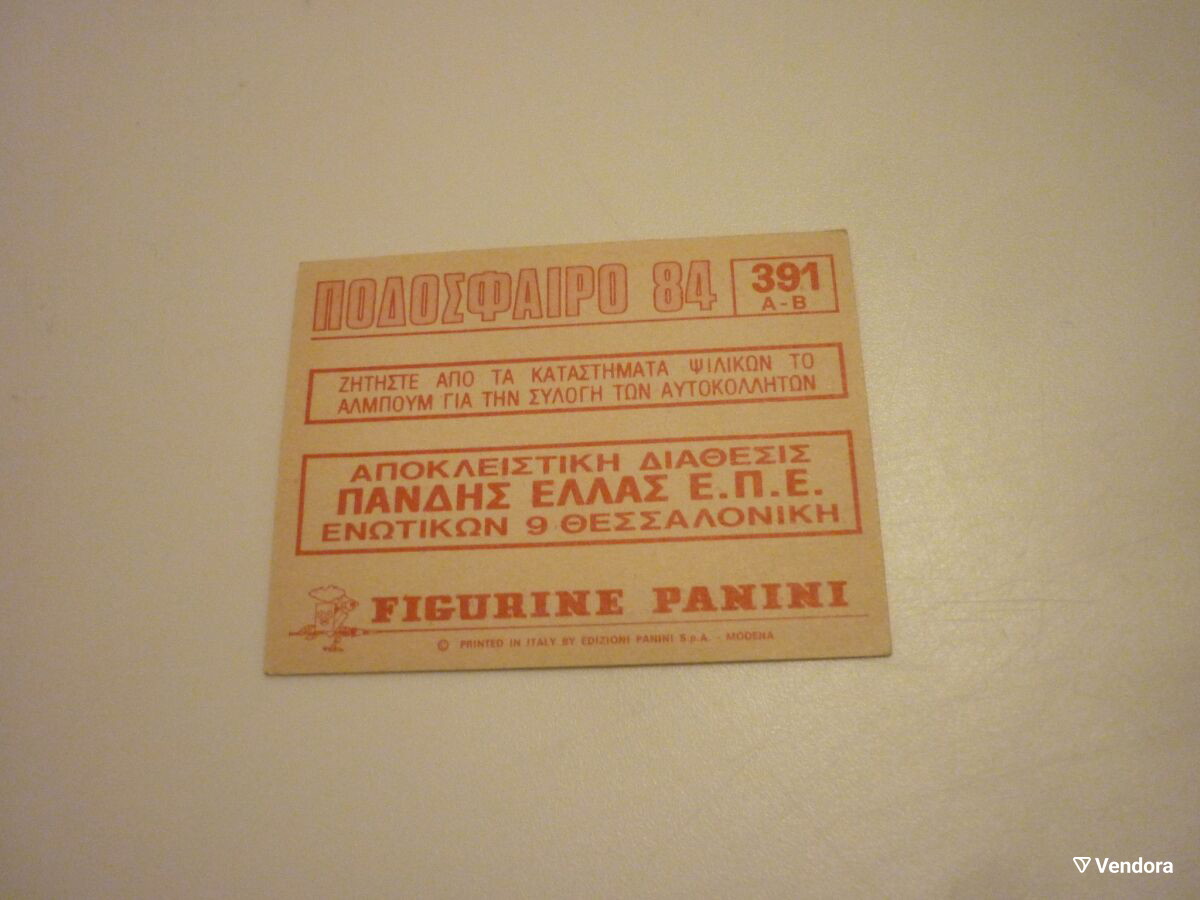 ΠΟΔΟΣΦΑΙΡΟ 84
391
Α-Β
ΖΗΤΗΣΤΕ ΑΠΟ ΤΑ ΚΑΤΑΣΤΗΜΑΤΑ ΨΙΛΙΚΩΝ ΤΟ
ΑΛΜΠΟΥΜ ΓΙΑ ΤΗΝ ΣΥΛΟΓΗ ΤΩΝ ΑΥΤΟΚΟΛΛΗΤΩΝ
ΑΠΟΚΛΕΙΣΤΙΚΗ ΔΙΑΘΕΣΙΣ
ΠΑΝΔΗΣ ΕΛΛΑΣ Ε.Π.Ε.
ΕΝΩΤΙΚΩΝ 9 ΘΕΣΣΑΛΟΝΙΚΗ
FIGURINE PANINI
© PRINTED IN ITALY BY EDIZIONI PANINI S.p.A. - MODENA
Vendora